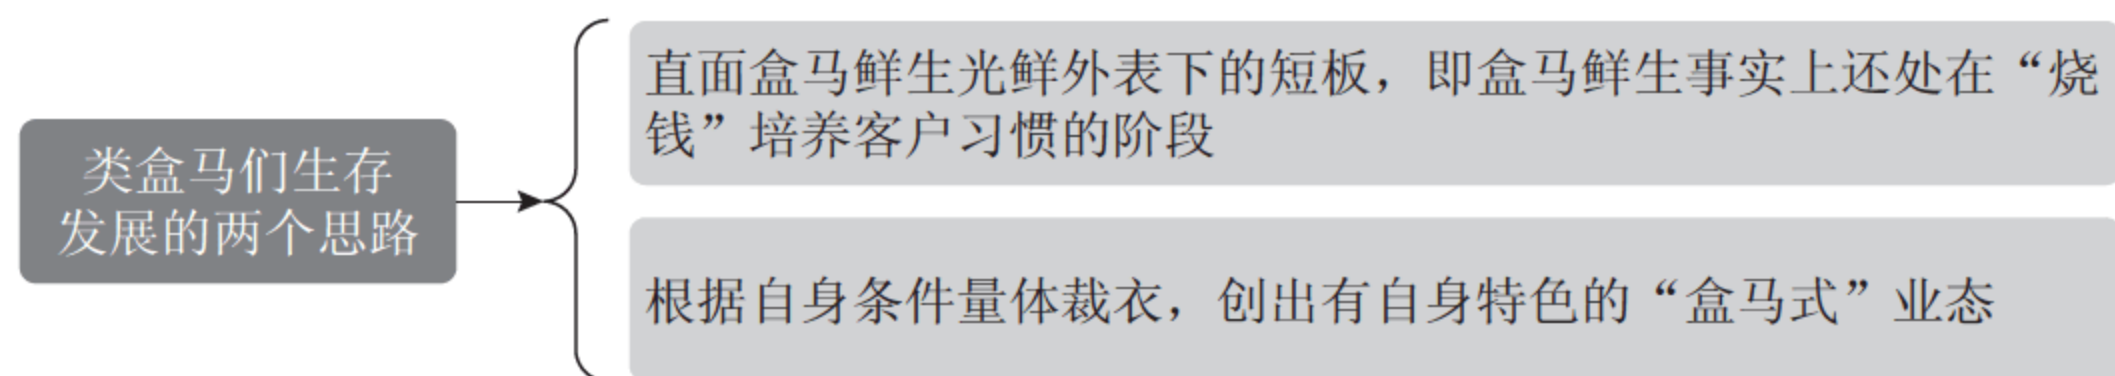 类盒马们生存
发展的两个思路
直面盒马鲜生光鲜外表下的短板，即盒马鲜生事实上还处在“烧
钱”培养客户习惯的阶段
根据自身条件量体裁衣，创出有自身特色的“盒马式”业态